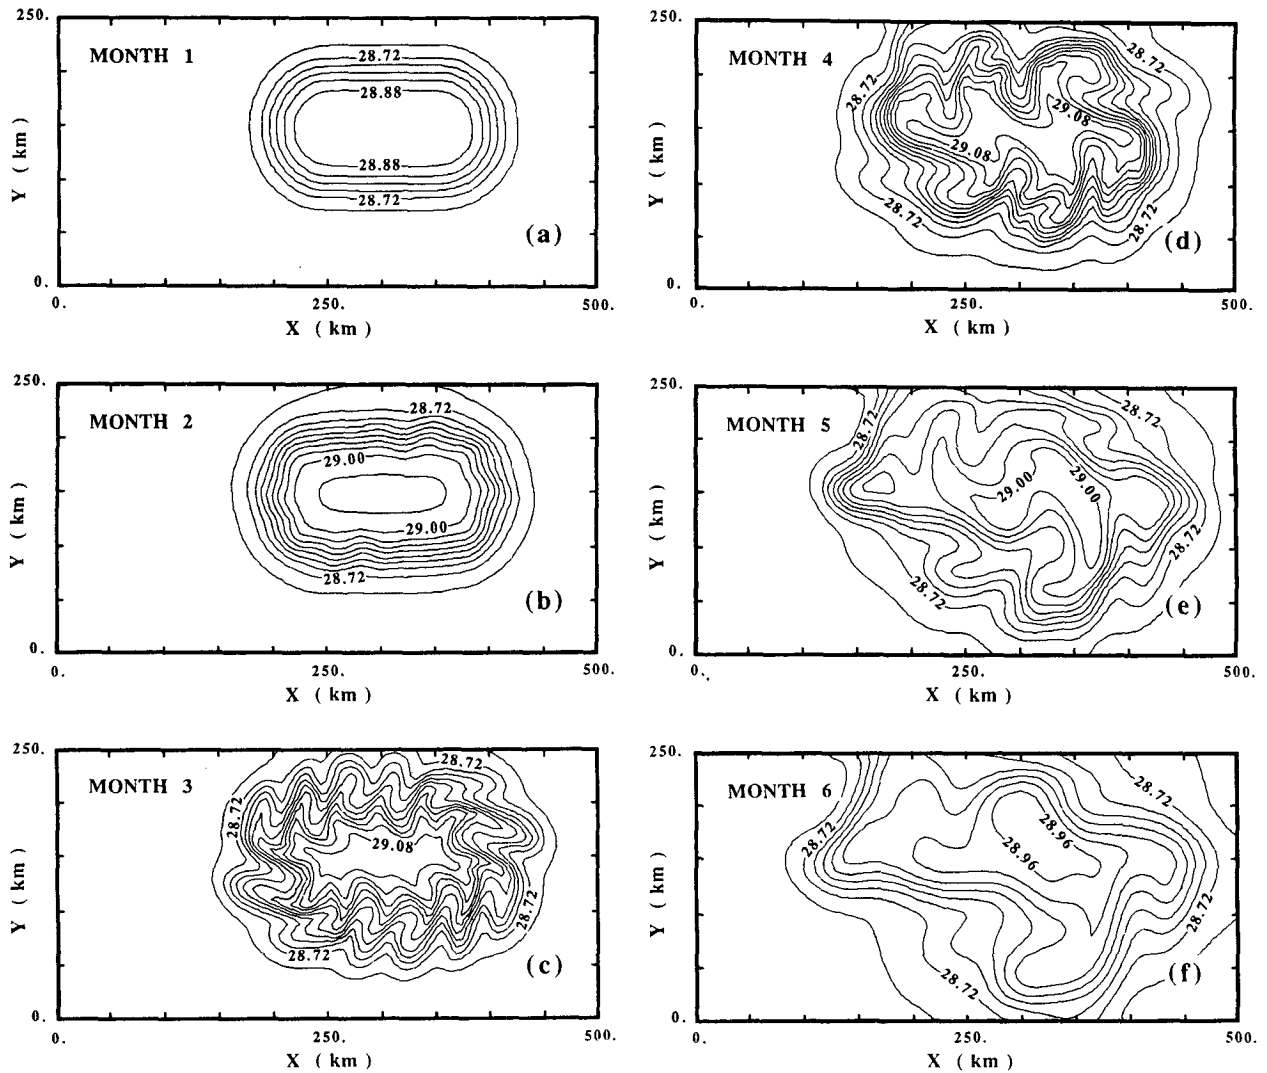 250.
MONTH 1
28.72
28.88
28.88
28.72
Y (km)
(a)
0.
0. 250. 500.
X (km)
250.
MONTH 2
28.72
29.00
29.00
28.72
Y (km)
(b)
0.
0. 250. 500.
X (km)
250.
MONTH 3
28.72
28.72
29.08
28.72
28.72
Y (km)
(c)
0.
0. 250. 500.
X (km)
250.
MONTH 4
28.72
28.72
29.08
29.08
28.72
28.72
Y (km)
(d)
0.
0. 250. 500.
X (km)
250.
MONTH 5
28.72
28.72
29.00
29.00
28.72
28.72
Y (km)
(e)
0.
0. 250. 500.
X (km)
250.
MONTH 6
28.72
28.72
28.96
28.96
28.72
28.72
Y (km)
(f)
0.
0. 250. 500.
X (km)